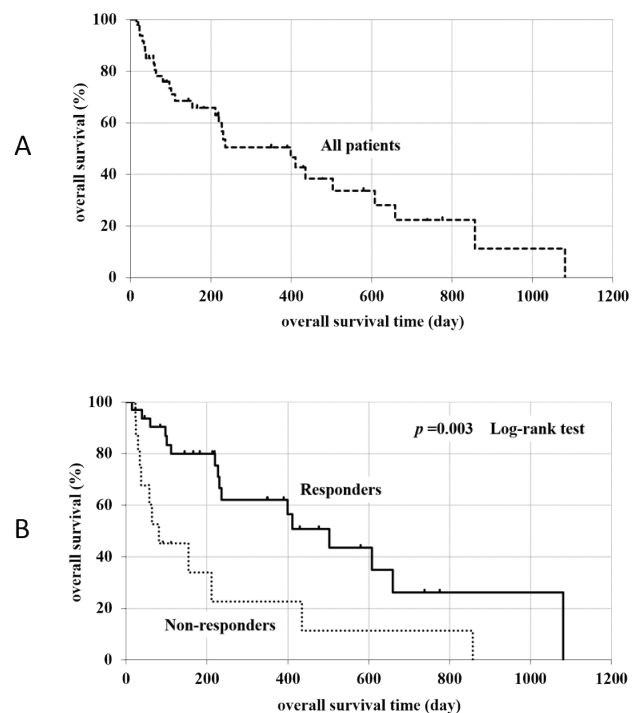 A
overall survival (%)
100
80
60
40
20
0
All patients
0 200 400 600 800 1000 1200
overall survival time (day)
B
overall survival (%)
100
80
60
40
20
0
p =0.003 Log-rank test
Responders
Non-responders
0 200 400 600 800 1000 1200
overall survival time (day)